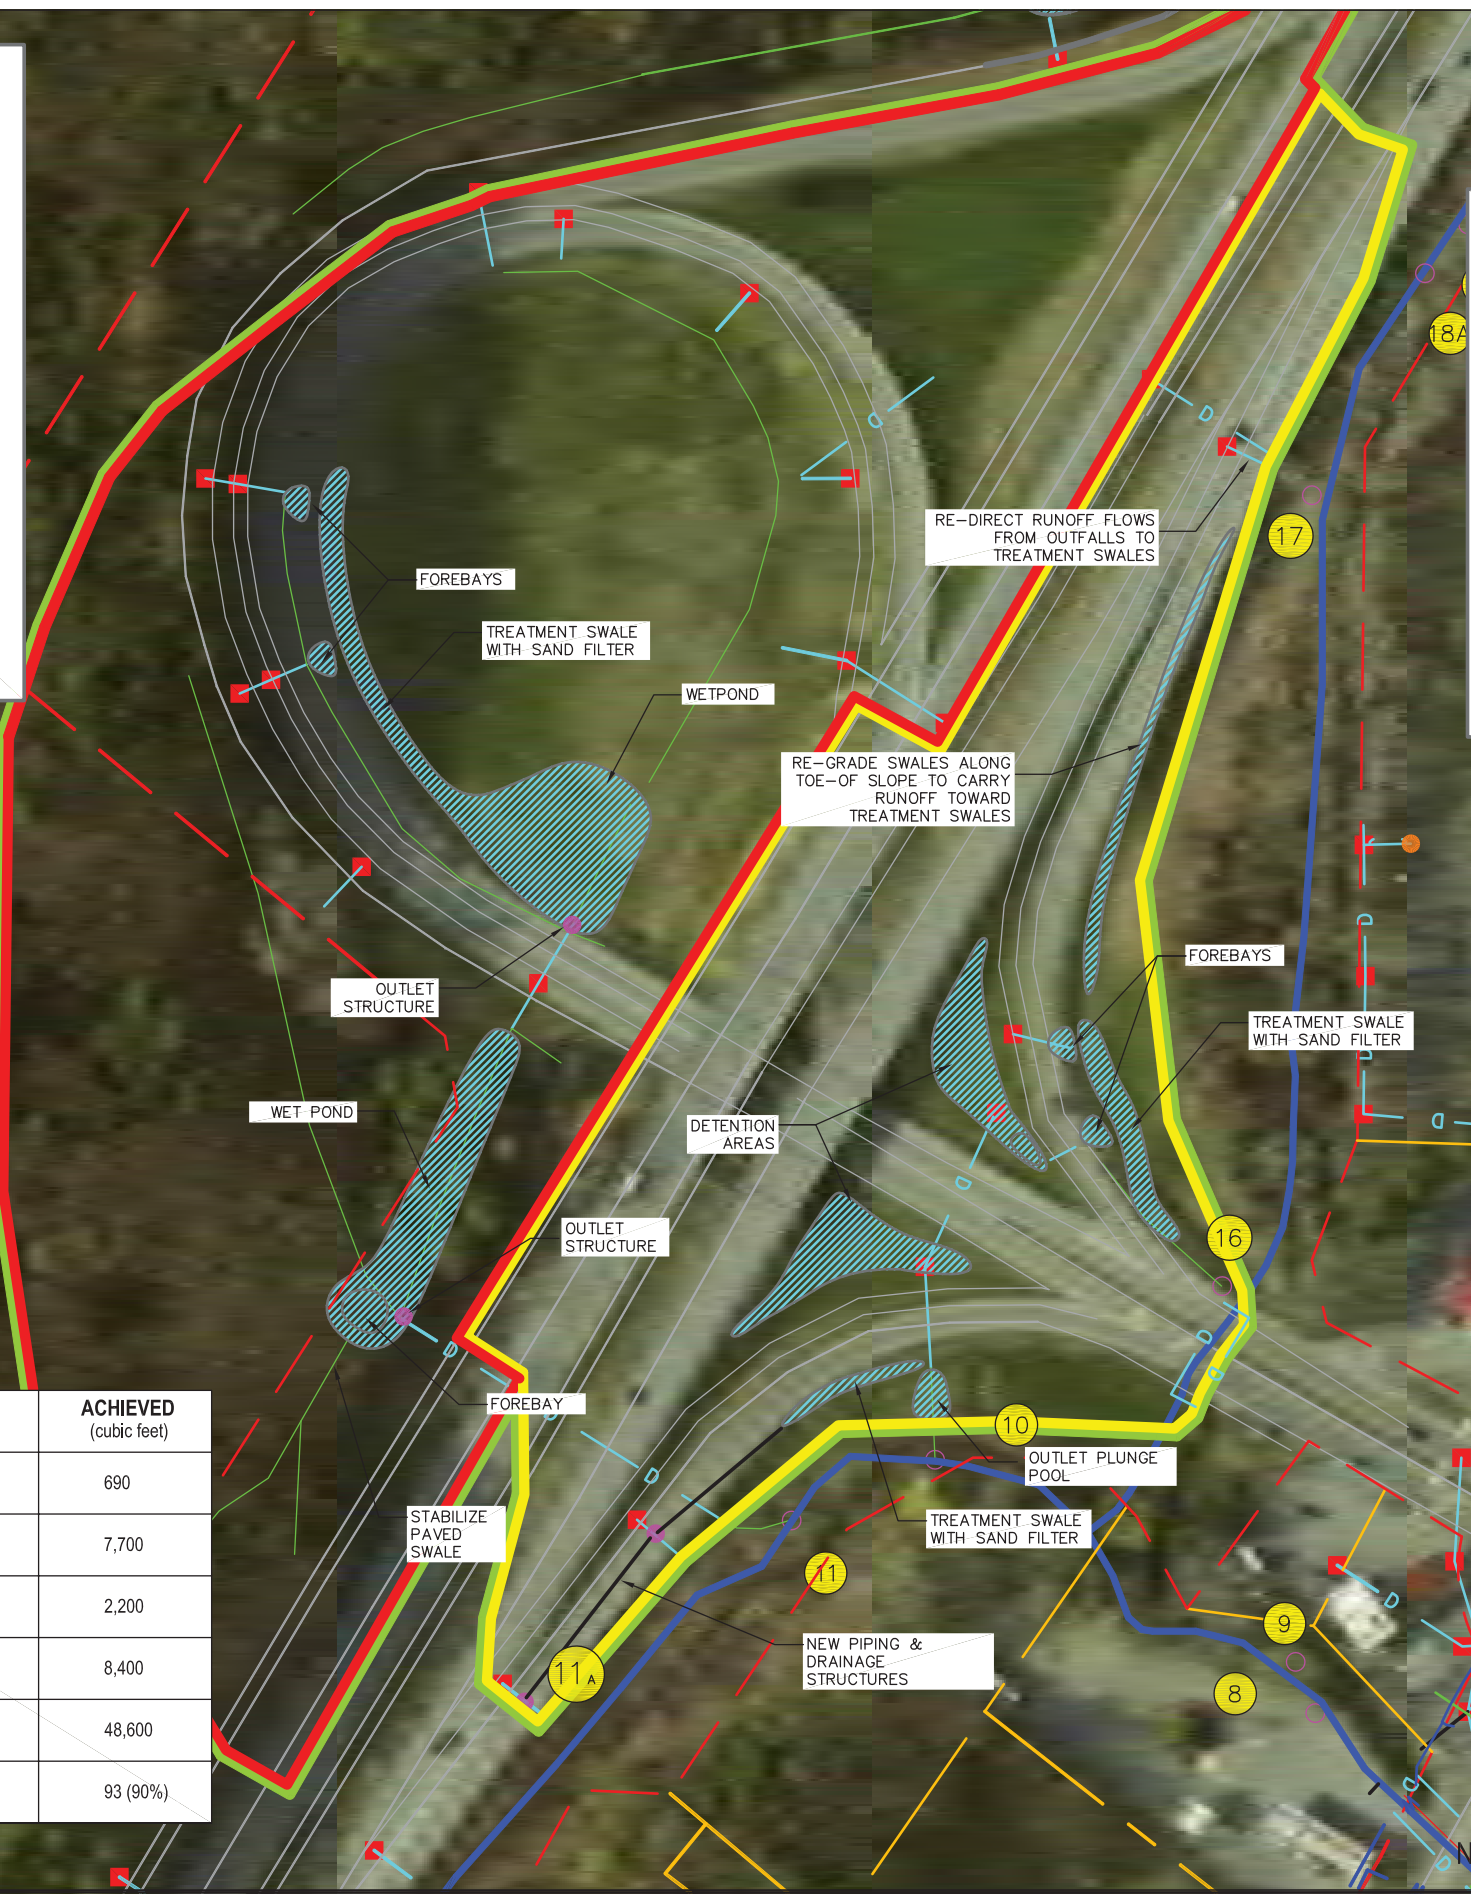 18A
RE-DIRECT RUNOFF FLOWS
FROM OUTFALLS TO
TREATMENT SWALES
17
D
D
FOREBAYS
TREATMENT SWALE
WITH SAND FILTER
WETPOND
RE-GRADE SWALES ALONG
TOE-OF SLOPE TO CARRY
RUNOFF TOWARD
TREATMENT SWALES
D
FOREBAYS
OUTLET
STRUCTURE
TREATMENT SWALE
WITH SAND FILTER
D
WET POND
DETENTION
AREAS
D
D
OUTLET
STRUCTURE
16
D
D
D
FOREBAY
D
10
OUTLET PLUNGE
POOL
D
STABILIZE
PAVED
SWALE
TREATMENT SWALE
WITH SAND FILTER
11
D
9
NEW PIPING &
DRAINAGE
STRUCTURES
11A
8
D
D
N
ACHIEVED
(cubic feet)
690
7,700
2,200
8,400
48,600
93 (90%)